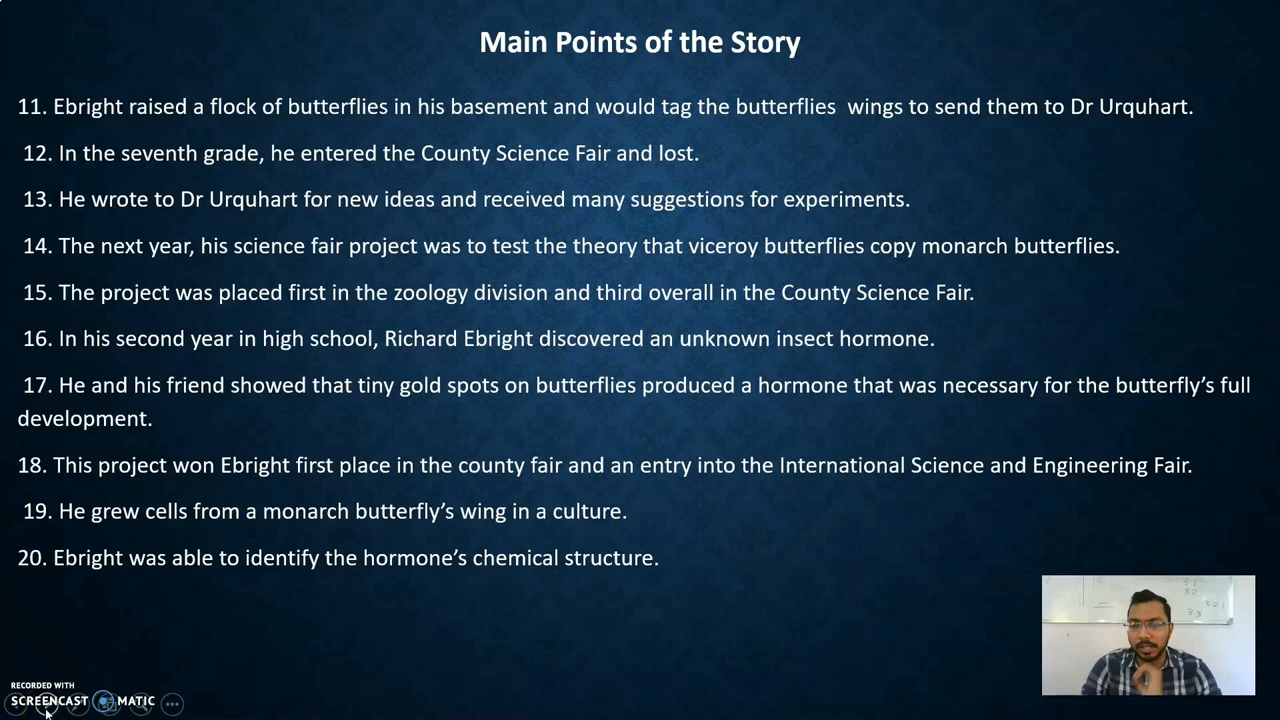 Main Points of the Story
11. Ebright raised a flock of butterflies in his basement and would tag the butterflies  wings to send them to Dr Urquhart.
12. In the seventh grade, he entered the County Science Fair and lost.
13. He wrote to Dr Urquhart for new ideas and received many suggestions for experiments.
14. The next year, his science fair project was to test the theory that viceroy butterflies copy monarch butterflies.
15. The project was placed first in the zoology division and third overall in the County Science Fair.
16. In his second year in high school, Richard Ebright discovered an unknown insect hormone.
17. He and his friend showed that tiny gold spots on butterflies produced a hormone that was necessary for the butterfly’s full
development.
18. This project won Ebright first place in the county fair and an entry into the International Science and Engineering Fair.
19. He grew cells from a monarch butterfly’s wing in a culture.
20. Ebright was able to identify the hormone’s chemical structure.
RECORDED WITH
SCREENCAST MATIC